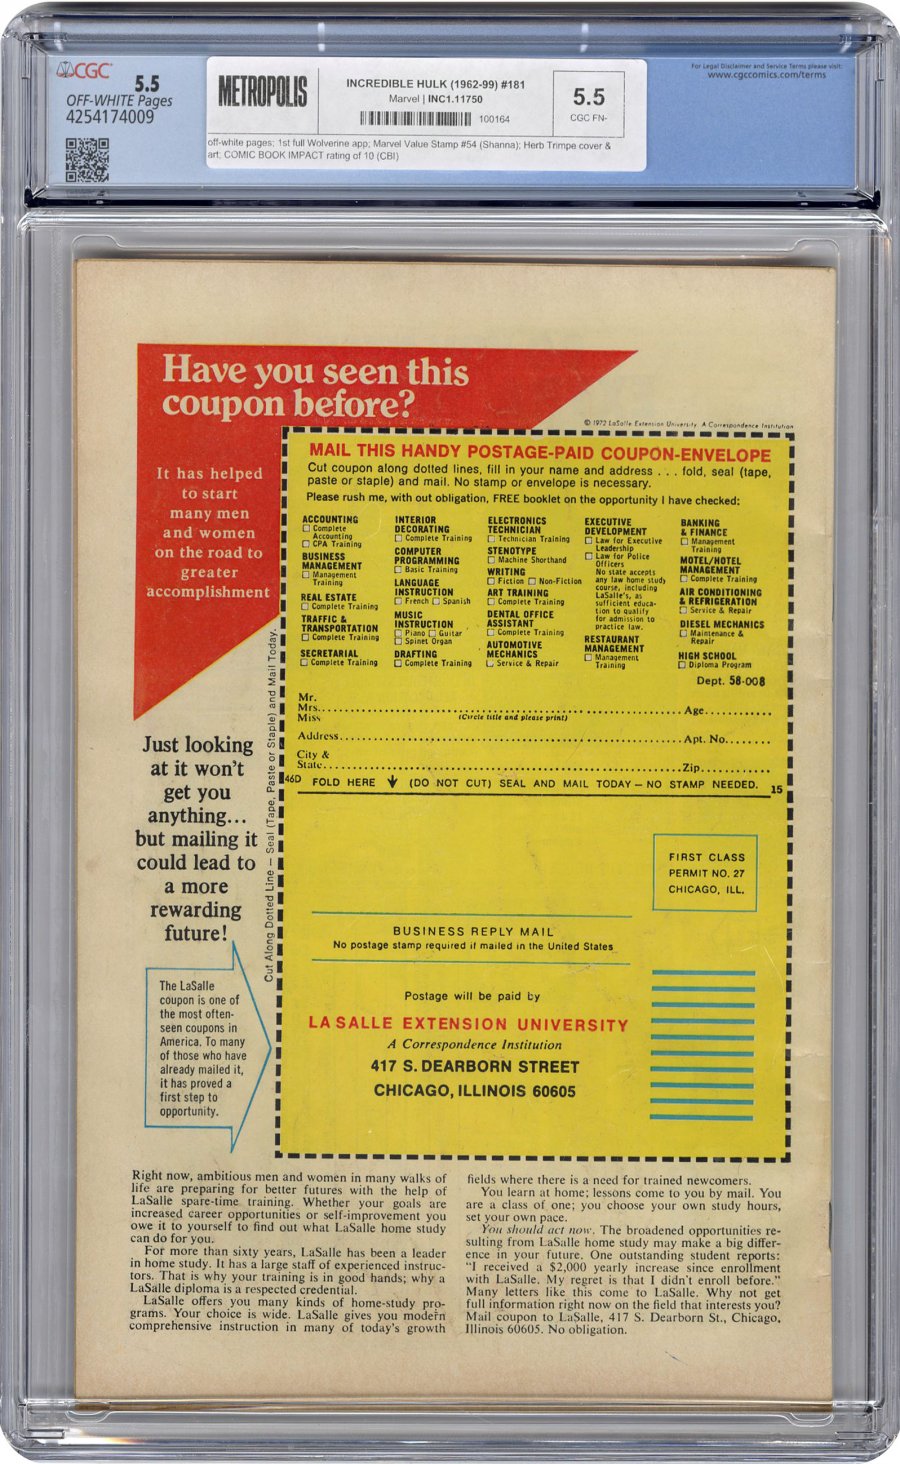 CGC
5.5
OFF-WHITE Pages
4254174009
METROPOLIS
INCREDIBLE HULK (1962-99) #181
Marvel | INC1.11750
100164
5.5
CGC FN-
off-white pages; 1st full Wolverine app; Marvel Value Stamp #54 (Shanna); Herb Trimpe cover &
art; COMIC BOOK IMPACT rating of 10 (CBI)
For Legal Disclaimer and Service Terms please visit:
www.cgccomics.com/terms
Have you seen this
coupon before?
It has helped
to start
many men
and women
on the road to
greater
accomplishment
© 1972 LaSalle Extension University A Correspondence Institution
MAIL THIS HANDY POSTAGE-PAID COUPON-ENVELOPE
Cut coupon along dotted lines, fill in your name and address . . . fold, seal (tape,
paste or staple) and mail. No stamp or envelope is necessary.
Please rush me, with out obligation, FREE booklet on the opportunity I have checked:
ACCOUNTING
☐ Complete
Accounting
☐ CPA Training
BUSINESS
MANAGEMENT
☐ Management
Training
REAL ESTATE
☐ Complete Training
TRAFFIC &
TRANSPORTATION
☐ Complete Training
SECRETARIAL
☐ Complete Training
INTERIOR
DECORATING
☐ Complete Training
COMPUTER
PROGRAMMING
☐ Basic Training
LANGUAGE
INSTRUCTION
☐ French ☐ Spanish
MUSIC
INSTRUCTION
☐ Piano ☐ Guitar
☐ Spinet Organ
DRAFTING
☐ Complete Training
ELECTRONICS
TECHNICIAN
☐ Technician Training
STENOTYPE
☐ Machine Shorthand
WRITING
☐ Fiction ☐ Non-Fiction
ART TRAINING
☐ Complete Training
DENTAL OFFICE
ASSISTANT
☐ Complete Training
AUTOMOTIVE
MECHANICS
☐ Service & Repair
EXECUTIVE
DEVELOPMENT
☐ Law for Executive
Leadership
☐ Law for Police
Officers
No state accepts
any law home study
course, including
LaSalle's, as
sufficient educa-
tion to qualify
for admission to
practice law.
RESTAURANT
MANAGEMENT
☐ Management
Training
BANKING
& FINANCE
☐ Management
Training
MOTEL/HOTEL
MANAGEMENT
☐ Complete Training
AIR CONDITIONING
& REFRIGERATION
☐ Service & Repair
DIESEL MECHANICS
☐ Maintenance &
Repair
HIGH SCHOOL
☐ Diploma Program
Dept. 58-008
Mr.
Mrs. Age
Miss (Circle title and please print)
Address Apt. No.
City &
State Zip
46D FOLD HERE (DO NOT CUT) SEAL AND MAIL TODAY – NO STAMP NEEDED. 15
Cut Along Dotted Line – Seal (Tape, Paste or Staple) and Mail Today.
Just looking
at it won't
get you
anything...
but mailing it
could lead to
a more
rewarding
future!
The LaSalle
coupon is one of
the most often-
seen coupons in
America. To many
of those who have
already mailed it,
it has proved a
first step to
opportunity.
FIRST CLASS
PERMIT NO. 27
CHICAGO, ILL.
BUSINESS REPLY MAIL
No postage stamp required if mailed in the United States
Postage will be paid by
LA SALLE EXTENSION UNIVERSITY
A Correspondence Institution
417 S. DEARBORN STREET
CHICAGO, ILLINOIS 60605
Right now, ambitious men and women in many walks of
life are preparing for better futures with the help of
LaSalle spare-time training. Whether your goals are
increased career opportunities or self-improvement you
owe it to yourself to find out what LaSalle home study
can do for you.
For more than sixty years, LaSalle has been a leader
in home study. It has a large staff of experienced instruc-
tors. That is why your training is in good hands; why a
LaSalle diploma is a respected credential.
LaSalle offers you many kinds of home-study pro-
grams. Your choice is wide. LaSalle gives you modern
comprehensive instruction in many of today's growth
fields where there is a need for trained newcomers.
You learn at home; lessons come to you by mail. You
are a class of one; you choose your own study hours,
set your own pace.
You should act now. The broadened opportunities re-
sulting from LaSalle home study may make a big differ-
ence in your future. One outstanding student reports:
"I received a $2,000 yearly increase since enrollment
with LaSalle. My regret is that I didn't enroll before."
Many letters like this come to LaSalle. Why not get
full information right now on the field that interests you?
Mail coupon to LaSalle, 417 S. Dearborn St., Chicago,
Illinois 60605. No obligation.